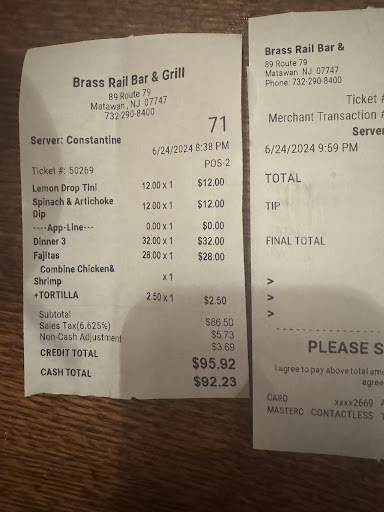 Brass Rail Bar & Grill
89 Route 79
Matawan , NJ 07747
732-290-8400
71
Server: Constantine
6/24/2024 8:38 PM
POS-2
Ticket #: 50269
Lemon Drop Tini 12.00 x 1 $12.00
Spinach & Artichoke 12.00 x 1 $12.00
Dip
----App-Line--- 0.00 x 1 $0.00
Dinner 3 32.00 x 1 $32.00
Fajitas 28.00 x 1 $28.00
Combine Chicken& x 1
Shrimp
+TORTILLA 2.50 x 1 $2.50
Subtotal $86.50
Sales Tax(6.625%) $5.73
Non-Cash Adjustment $3.69
CREDIT TOTAL $95.92
CASH TOTAL $92.23
Brass Rail Bar &
89 Route 79
Matawan NJ 07747
Phone: 732-290-8400
Ticket #
Merchant Transaction #
Server
6/24/2024 9:59 PM
TOTAL
TIP
FINAL TOTAL
>
>
>
PLEASE S
I agree to pay above total amo
agree
CARD xxxx2669 A
MASTERC CONTACTLESS T